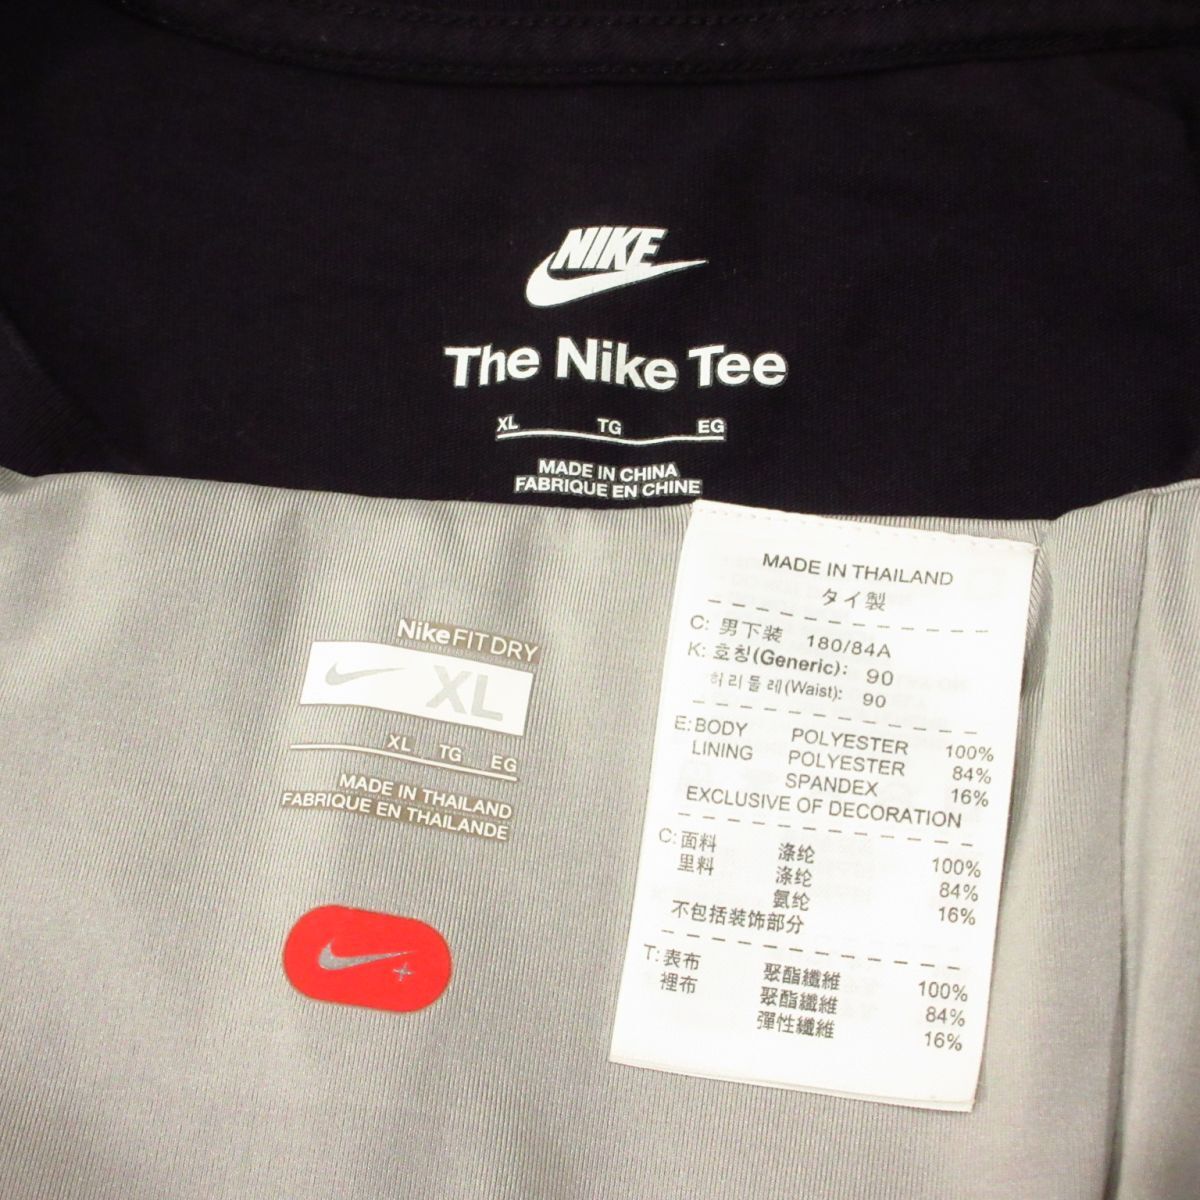 NIKE
The Nike Tee
XL TG EG
MADE IN CHINA
FABRIQUE EN CHINE
NikeFITDRY
XL
XL TG EG
MADE IN THAILAND
FABRIQUE EN THAILANDE
MADE IN THAILAND
タイ製
C: 男下装 180/84A
K: 호칭(Generic): 90
허리둘레(Waist): 90
E: BODY POLYESTER 100%
LINING POLYESTER 84%
SPANDEX 16%
EXCLUSIVE OF DECORATION
C: 面料 涤纶 100%
里料 涤纶 84%
氨纶 16%
不包括装饰部分
T: 表布 聚酯纖維 100%
裡布 聚酯纖維 84%
彈性纖維 16%